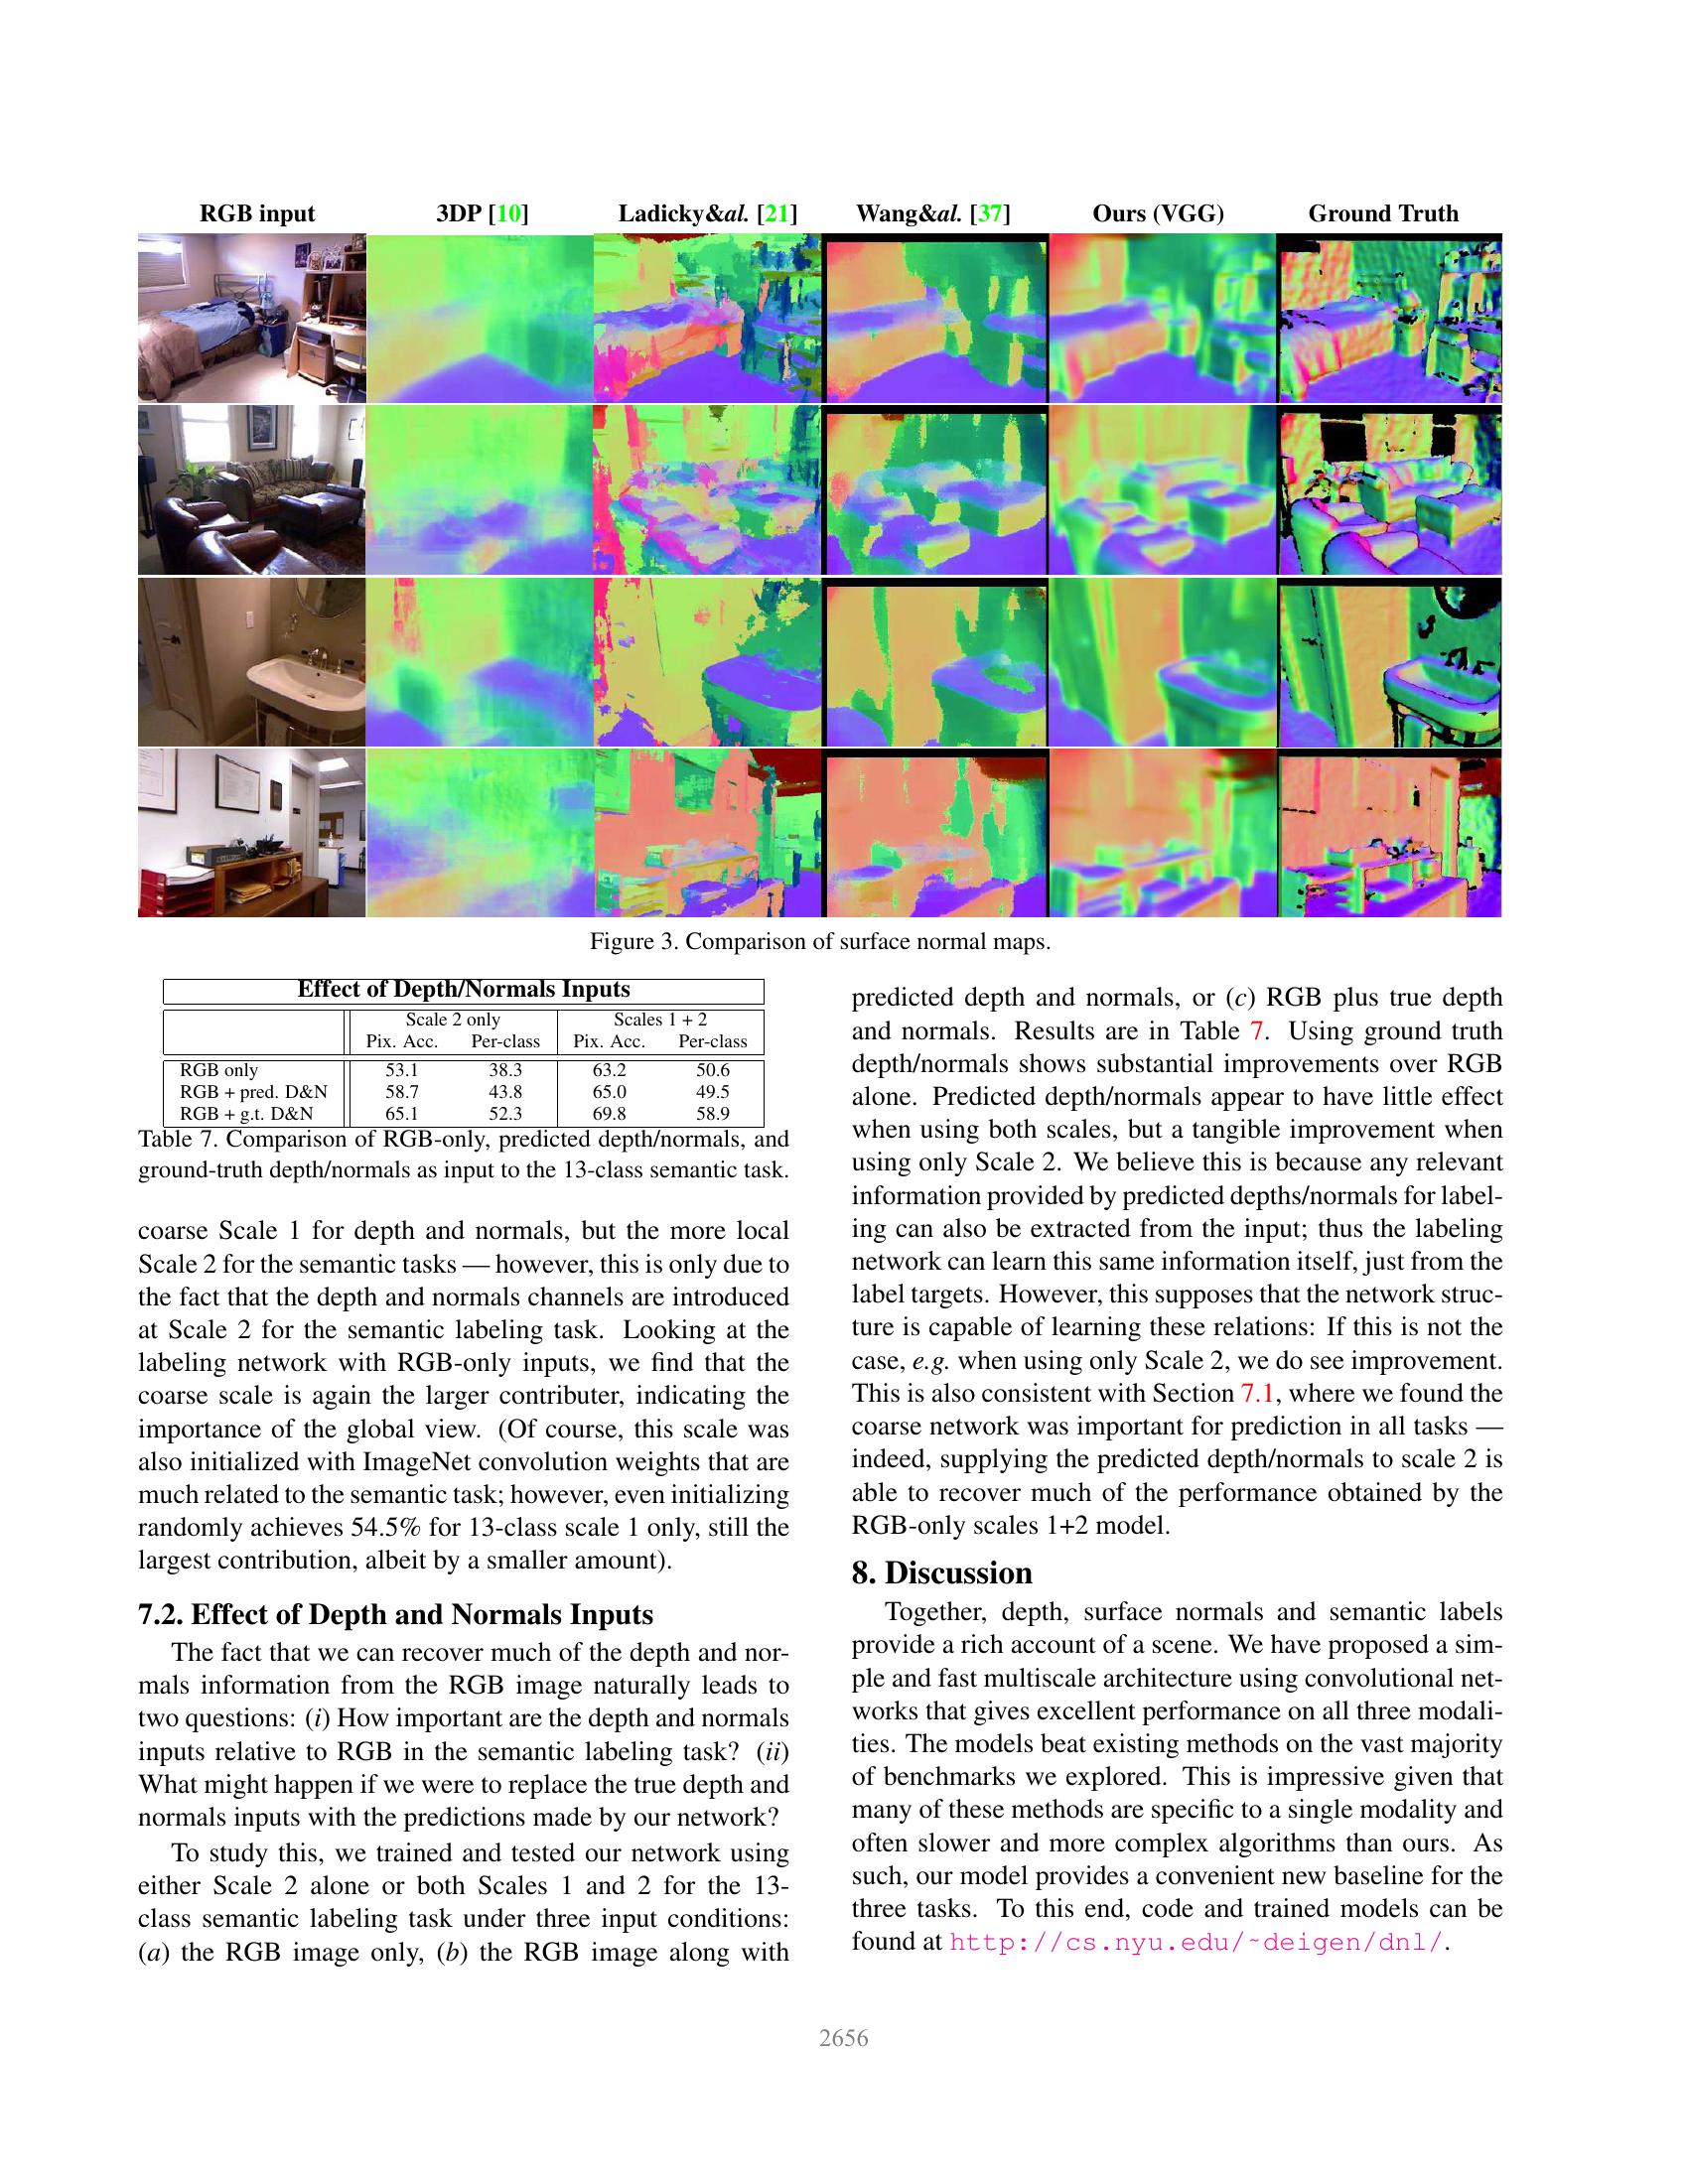 RGB input 3DP [10] Ladicky&al. [21] Wang&al. [37] Ours (VGG) Ground Truth
Figure 3. Comparison of surface normal maps.
Effect of Depth/Normals Inputs
Scale 2 only Scales 1 + 2
Pix. Acc. Per-class Pix. Acc. Per-class
RGB only 53.1 38.3 63.2 50.6
RGB + pred. D&N 58.7 43.8 65.0 49.5
RGB + g.t. D&N 65.1 52.3 69.8 58.9
Table 7. Comparison of RGB-only, predicted depth/normals, and
ground-truth depth/normals as input to the 13-class semantic task.
coarse Scale 1 for depth and normals, but the more local
Scale 2 for the semantic tasks — however, this is only due to
the fact that the depth and normals channels are introduced
at Scale 2 for the semantic labeling task. Looking at the
labeling network with RGB-only inputs, we find that the
coarse scale is again the larger contributer, indicating the
importance of the global view. (Of course, this scale was
also initialized with ImageNet convolution weights that are
much related to the semantic task; however, even initializing
randomly achieves 54.5% for 13-class scale 1 only, still the
largest contribution, albeit by a smaller amount).
7.2. Effect of Depth and Normals Inputs
The fact that we can recover much of the depth and nor-
mals information from the RGB image naturally leads to
two questions: (i) How important are the depth and normals
inputs relative to RGB in the semantic labeling task? (ii)
What might happen if we were to replace the true depth and
normals inputs with the predictions made by our network?
To study this, we trained and tested our network using
either Scale 2 alone or both Scales 1 and 2 for the 13-
class semantic labeling task under three input conditions:
(a) the RGB image only, (b) the RGB image along with
predicted depth and normals, or (c) RGB plus true depth
and normals. Results are in Table 7. Using ground truth
depth/normals shows substantial improvements over RGB
alone. Predicted depth/normals appear to have little effect
when using both scales, but a tangible improvement when
using only Scale 2. We believe this is because any relevant
information provided by predicted depths/normals for label-
ing can also be extracted from the input; thus the labeling
network can learn this same information itself, just from the
label targets. However, this supposes that the network struc-
ture is capable of learning these relations: If this is not the
case, e.g. when using only Scale 2, we do see improvement.
This is also consistent with Section 7.1, where we found the
coarse network was important for prediction in all tasks —
indeed, supplying the predicted depth/normals to scale 2 is
able to recover much of the performance obtained by the
RGB-only scales 1+2 model.
8. Discussion
Together, depth, surface normals and semantic labels
provide a rich account of a scene. We have proposed a sim-
ple and fast multiscale architecture using convolutional net-
works that gives excellent performance on all three modali-
ties. The models beat existing methods on the vast majority
of benchmarks we explored. This is impressive given that
many of these methods are specific to a single modality and
often slower and more complex algorithms than ours. As
such, our model provides a convenient new baseline for the
three tasks. To this end, code and trained models can be
found at http://cs.nyu.edu/~deigen/dnl/.
2656